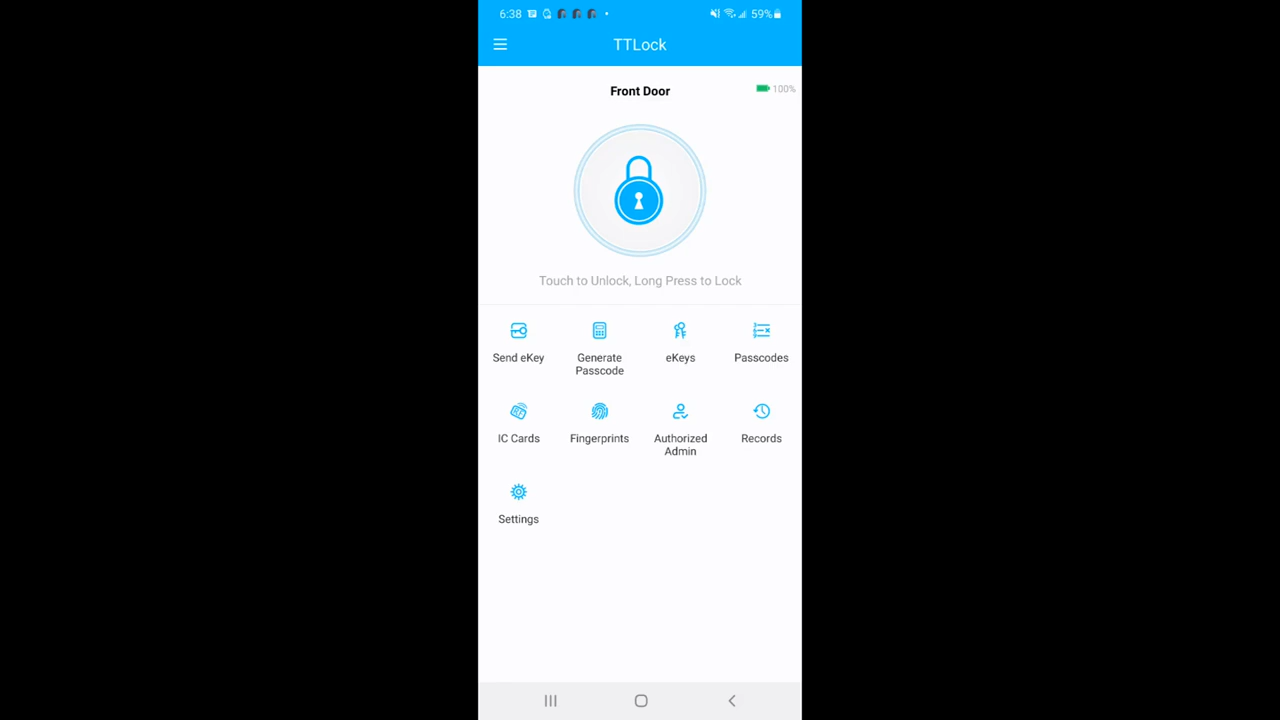 6:38 59%
TTLock
Front Door
100%
Touch to Unlock, Long Press to Lock
Send eKey
Generate
Passcode
eKeys
Passcodes
IC Cards
Fingerprints
Authorized
Admin
Records
Settings